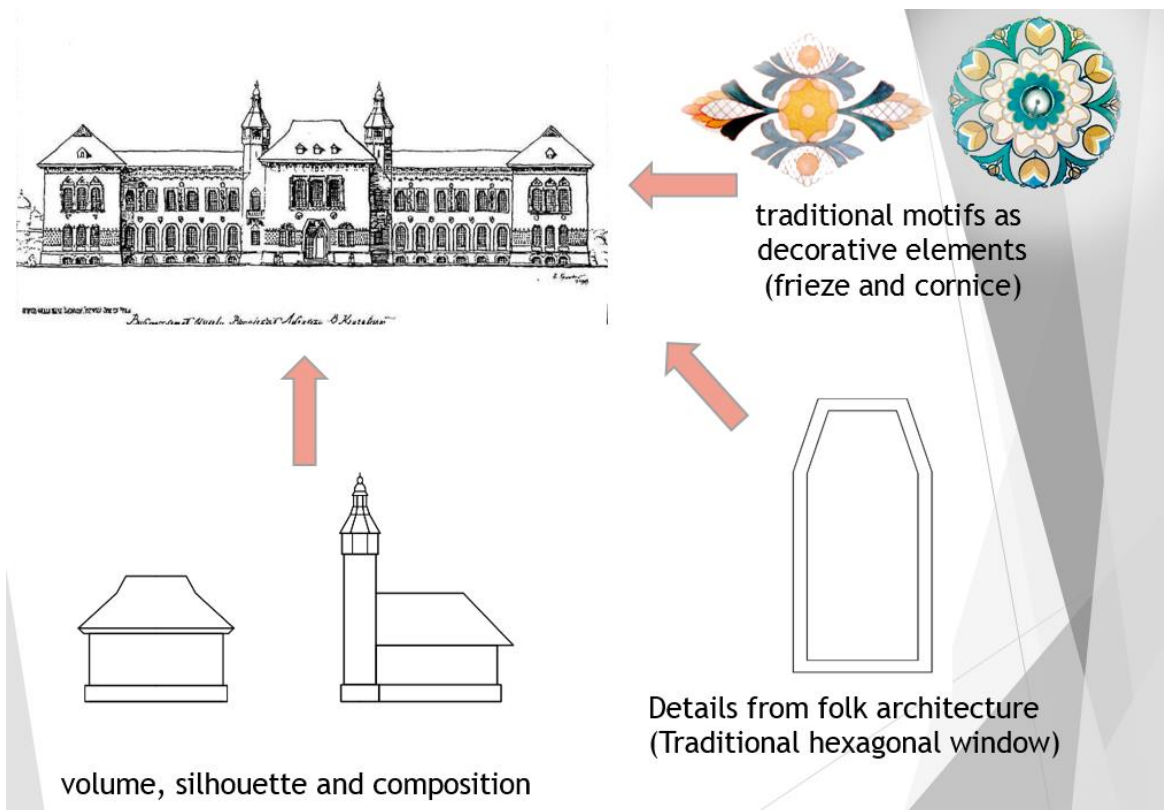 traditional motifs as
decorative elements
(frieze and cornice)
Details from folk architecture
(Traditional hexagonal window)
volume, silhouette and composition